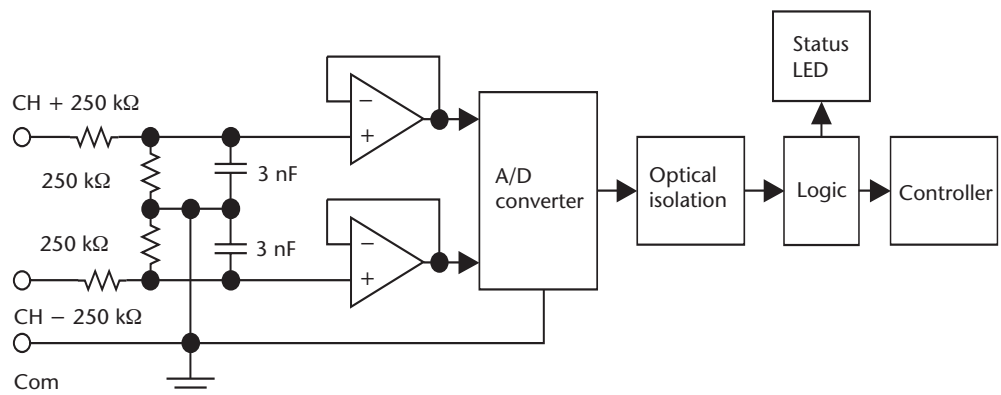 CH + 250 kΩ
250 kΩ
250 kΩ
CH − 250 kΩ
Com
3 nF
3 nF
−
+
−
+
A/D
converter
Optical
isolation
Logic
Status
LED
Controller